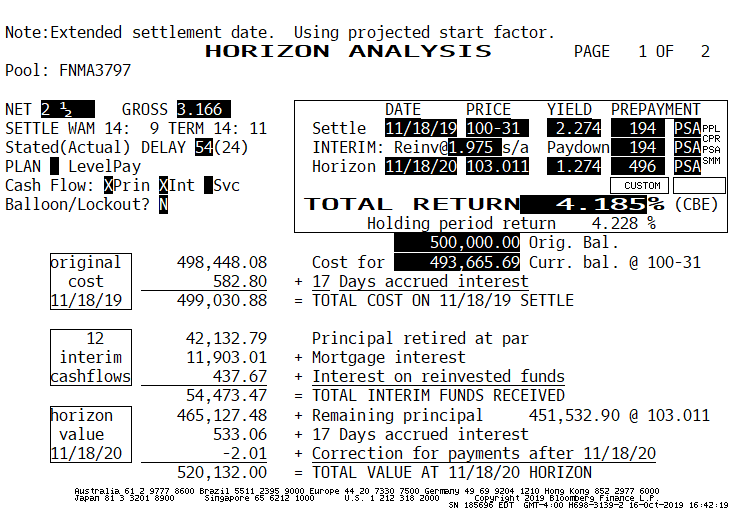 Note:Extended settlement date.  Using projected start factor.
HORIZON ANALYSIS PAGE 1 OF 2
Pool: FNMA3797
DATE PRICE YIELD PREPAYMENT
NET 2 ½ GROSS 3.166
SETTLE WAM 14: 9 TERM 14: 11 Settle 11/18/19 100-31 2.274 194 PSA PPL
CPR
Stated(Actual) DELAY 54(24) INTERIM: Reinv@1.975 s/a Paydown 194 PSA PSA
SMM
PLAN LevelPay Horizon 11/18/20 103.011 1.274 496 PSA
Cash Flow: XPrin XInt Svc CUSTOM
Balloon/Lockout? N TOTAL RETURN 4.185% (CBE)
Holding period return 4.228 %
500,000.00 Orig. Bal.
original 498,448.08 Cost for 493,665.69 Curr. bal. @ 100-31
cost 582.80 + 17 Days accrued interest
11/18/19 499,030.88 = TOTAL COST ON 11/18/19 SETTLE
12 42,132.79 Principal retired at par
interim 11,903.01 + Mortgage interest
cashflows 437.67 + Interest on reinvested funds
54,473.47 = TOTAL INTERIM FUNDS RECEIVED
horizon 465,127.48 + Remaining principal 451,532.90 @ 103.011
value 533.06 + 17 Days accrued interest
11/18/20 -2.01 + Correction for payments after 11/18/20
520,132.00 = TOTAL VALUE AT 11/18/20 HORIZON
Australia 61 2 9777 8600 Brazil 5511 2395 9000 Europe 44 20 7330 7500 Germany 49 69 9204 1210 Hong Kong 852 2977 6000
Japan 81 3 3201 8900 Singapore 65 6212 1000 U.S. 1 212 318 2000 Copyright 2019 Bloomberg Finance L.P.
SN 185696 EDT GMT-4:00 H698-3139-2 16-Oct-2019 16:42:19